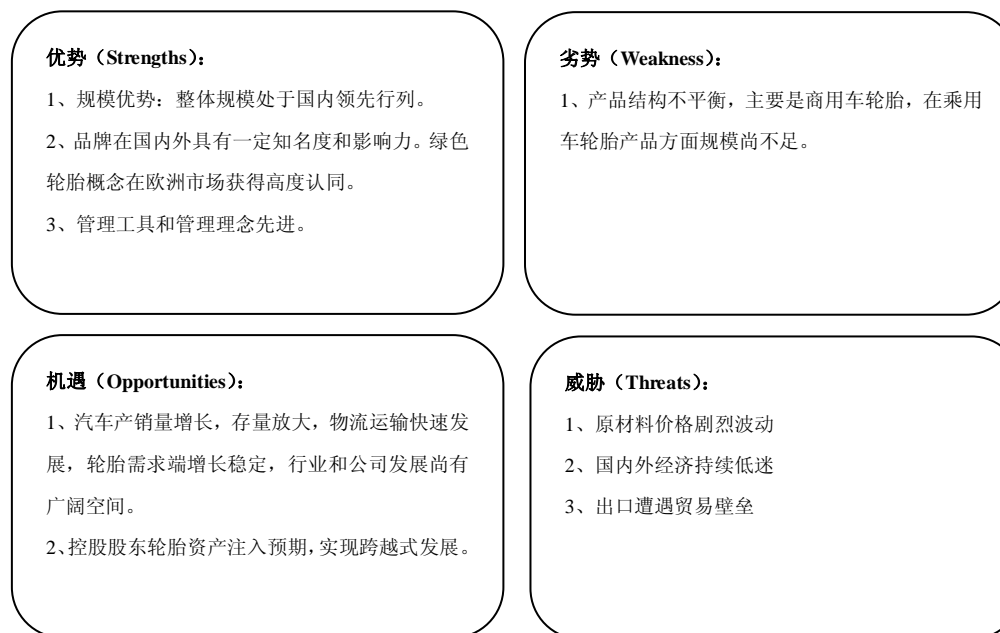 优势（Strengths）：
1、规模优势：整体规模处于国内领先行列。
2、品牌在国内外具有一定知名度和影响力。绿色
轮胎概念在欧洲市场获得高度认同。
3、管理工具和管理理念先进。
劣势（Weakness）：
1、产品结构不平衡，主要是商用车轮胎，在乘用
车轮胎产品方面规模尚不足。
机遇（Opportunities）：
1、汽车产销量增长，存量放大，物流运输快速发
展，轮胎需求端增长稳定，行业和公司发展尚有
广阔空间。
2、控股股东轮胎资产注入预期，实现跨越式发展。
威胁（Threats）：
1、原材料价格剧烈波动
2、国内外经济持续低迷
3、出口遭遇贸易壁垒